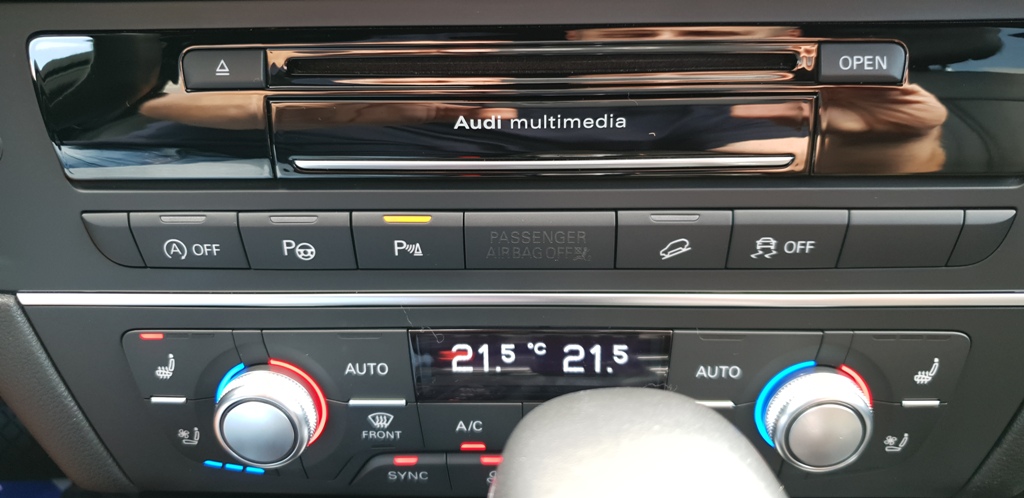 OPEN
Audi multimedia
A OFF
P
P
PASSENGER
AIRBAG OFF
OFF
21.5 °C 21.5
AUTO
AUTO
FRONT
A/C
SYNC